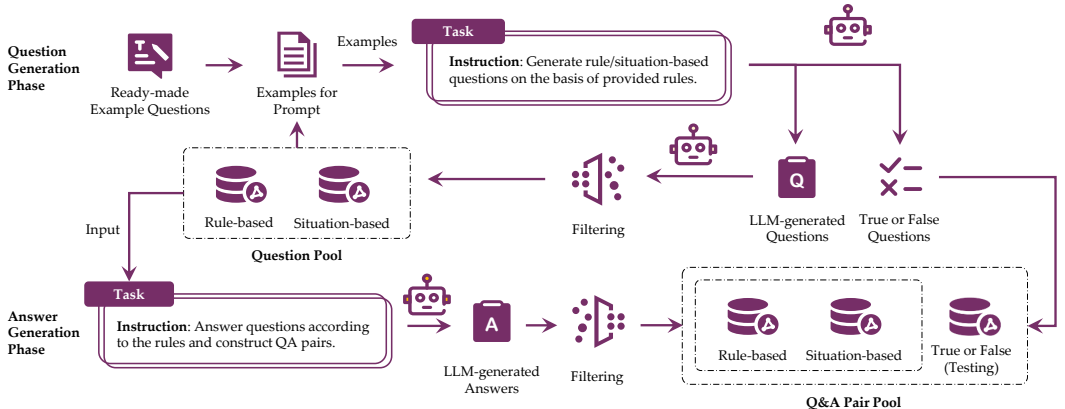 Question
Generation
Phase
Ready-made
Example Questions
Examples for
Prompt
Examples
Task
Instruction: Generate rule/situation-based
questions on the basis of provided rules.
Q
LLM-generated
Questions
True or False
Questions
Filtering
Rule-based
Situation-based
Question Pool
Input
Answer
Generation
Phase
Task
Instruction: Answer questions according
to the rules and construct QA pairs.
A
LLM-generated
Answers
Filtering
Rule-based
Situation-based
True or False
(Testing)
Q&A Pair Pool